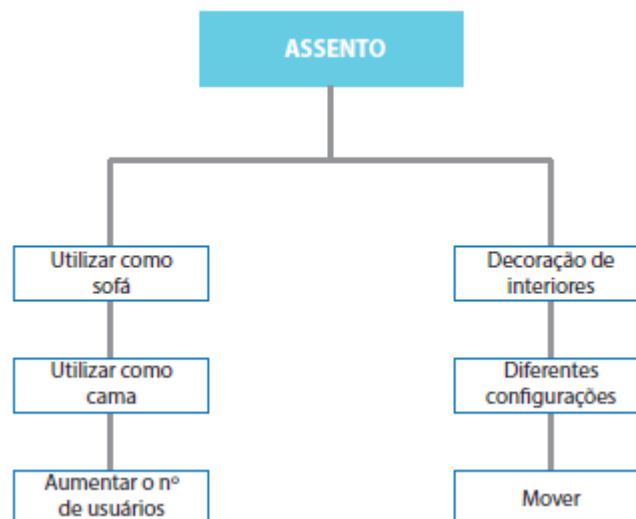 ASSENTO
Utilizar como
sofá
Decoração de
interiores
Utilizar como
cama
Diferentes
configurações
Aumentar o nº
de usuários
Mover